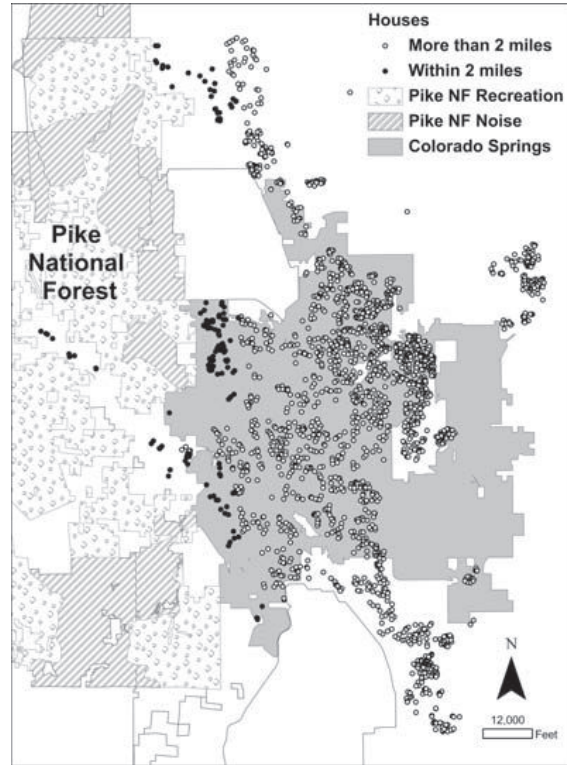 Houses
More than 2 miles
Within 2 miles
Pike NF Recreation
Pike NF Noise
Colorado Springs
Pike
National
Forest
N
12,000
Feet